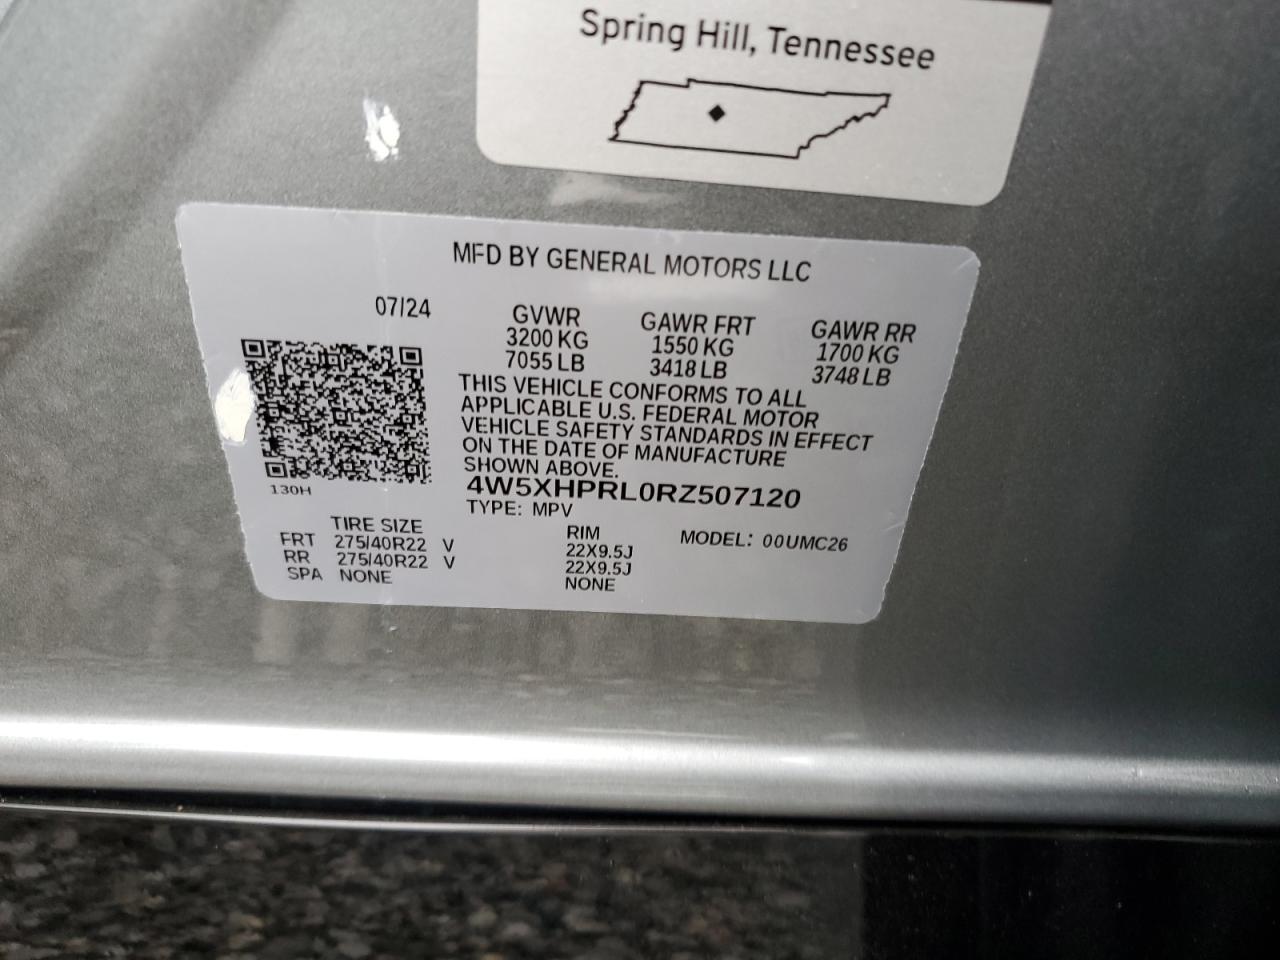 Spring Hill, Tennessee
MFD BY GENERAL MOTORS LLC
07/24 GVWR GAWR FRT GAWR RR
3200 KG 1550 KG 1700 KG
7055 LB 3418 LB 3748 LB
THIS VEHICLE CONFORMS TO ALL
APPLICABLE U.S. FEDERAL MOTOR
VEHICLE SAFETY STANDARDS IN EFFECT
ON THE DATE OF MANUFACTURE
SHOWN ABOVE.
130H
4W5XHPRL0RZ507120
TYPE: MPV
TIRE SIZE RIM MODEL: 00UMC26
FRT 275/40R22 V 22X9.5J
RR 275/40R22 V 22X9.5J
SPA NONE NONE